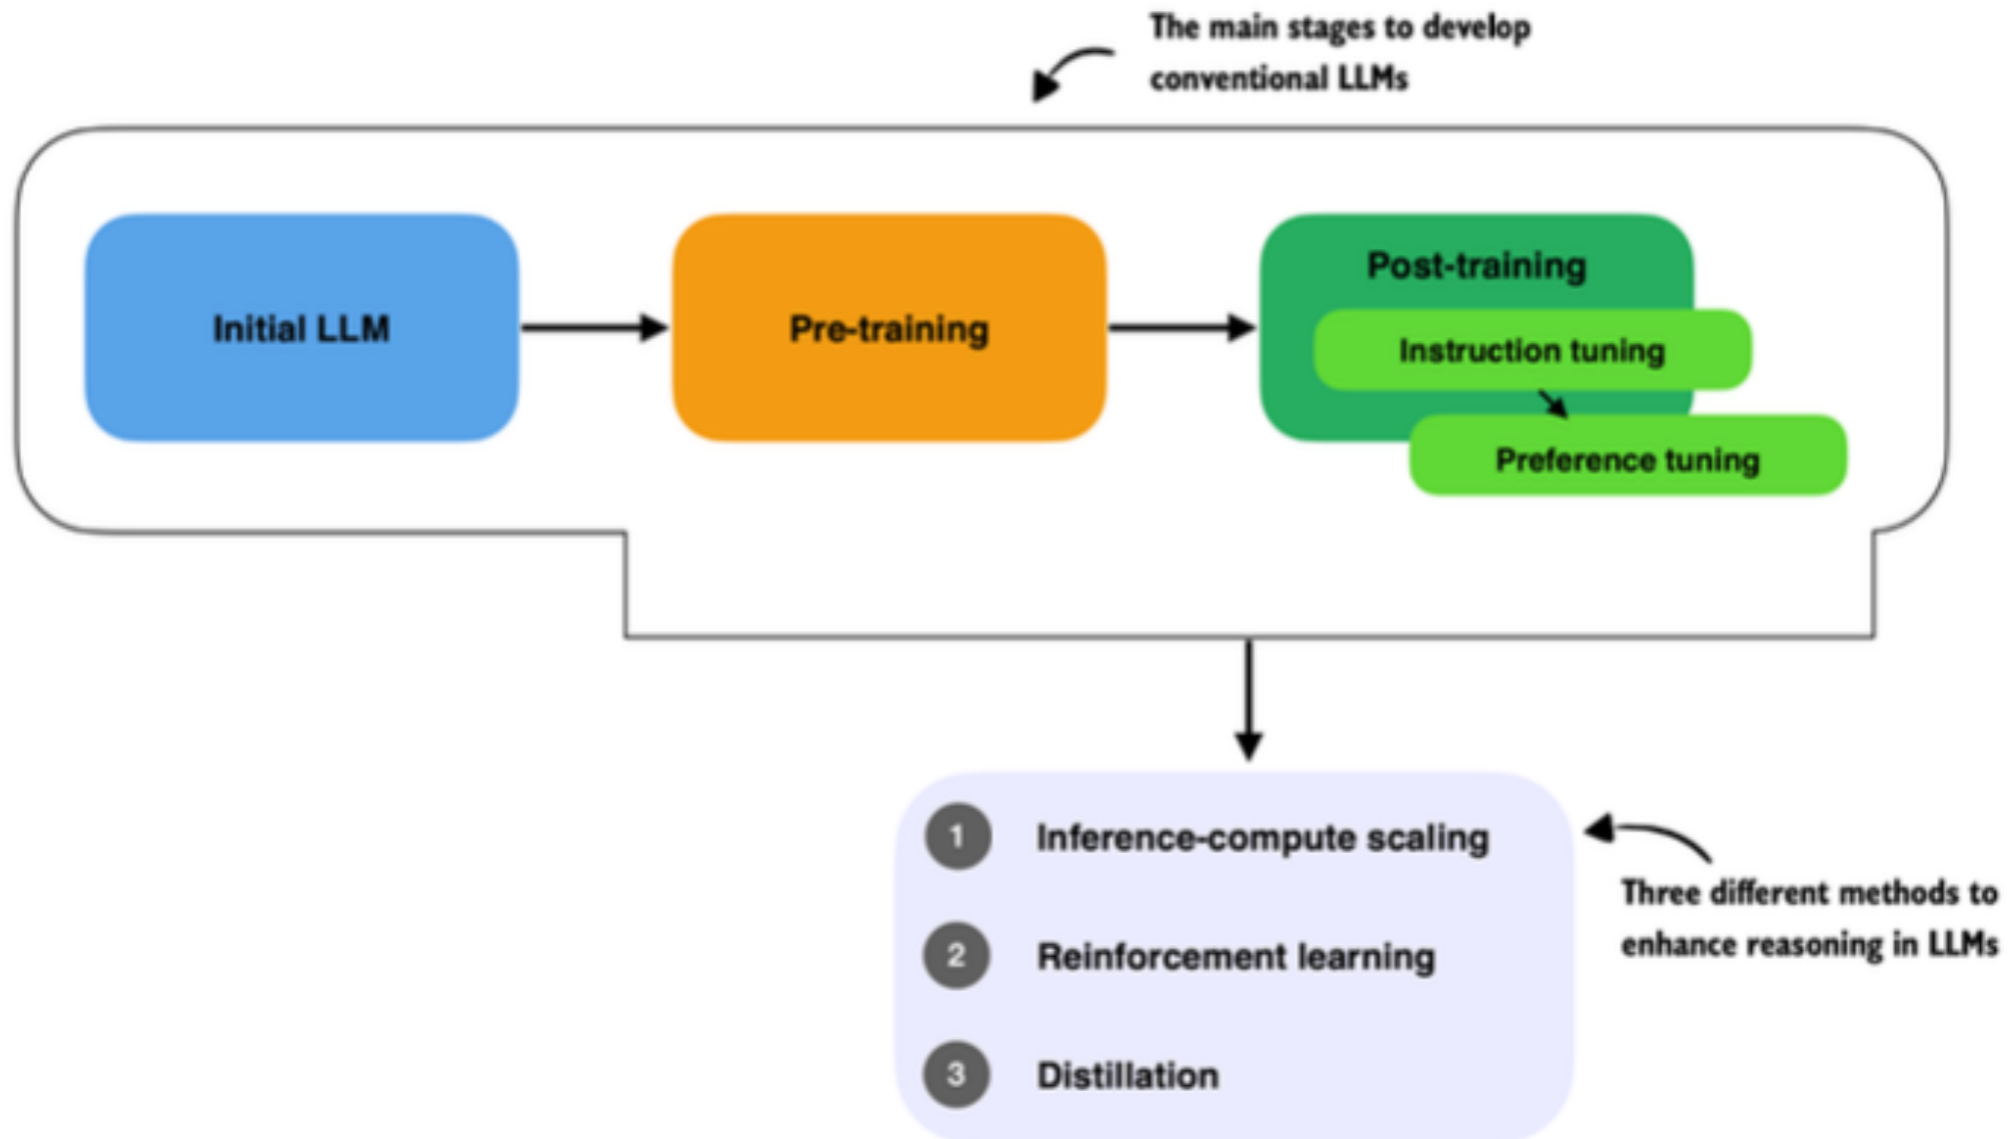 The main stages to develop
conventional LLMs
Initial LLM
Pre-training
Post-training
Instruction tuning
Preference tuning
1 Inference-compute scaling
2 Reinforcement learning
3 Distillation
Three different methods to
enhance reasoning in LLMs